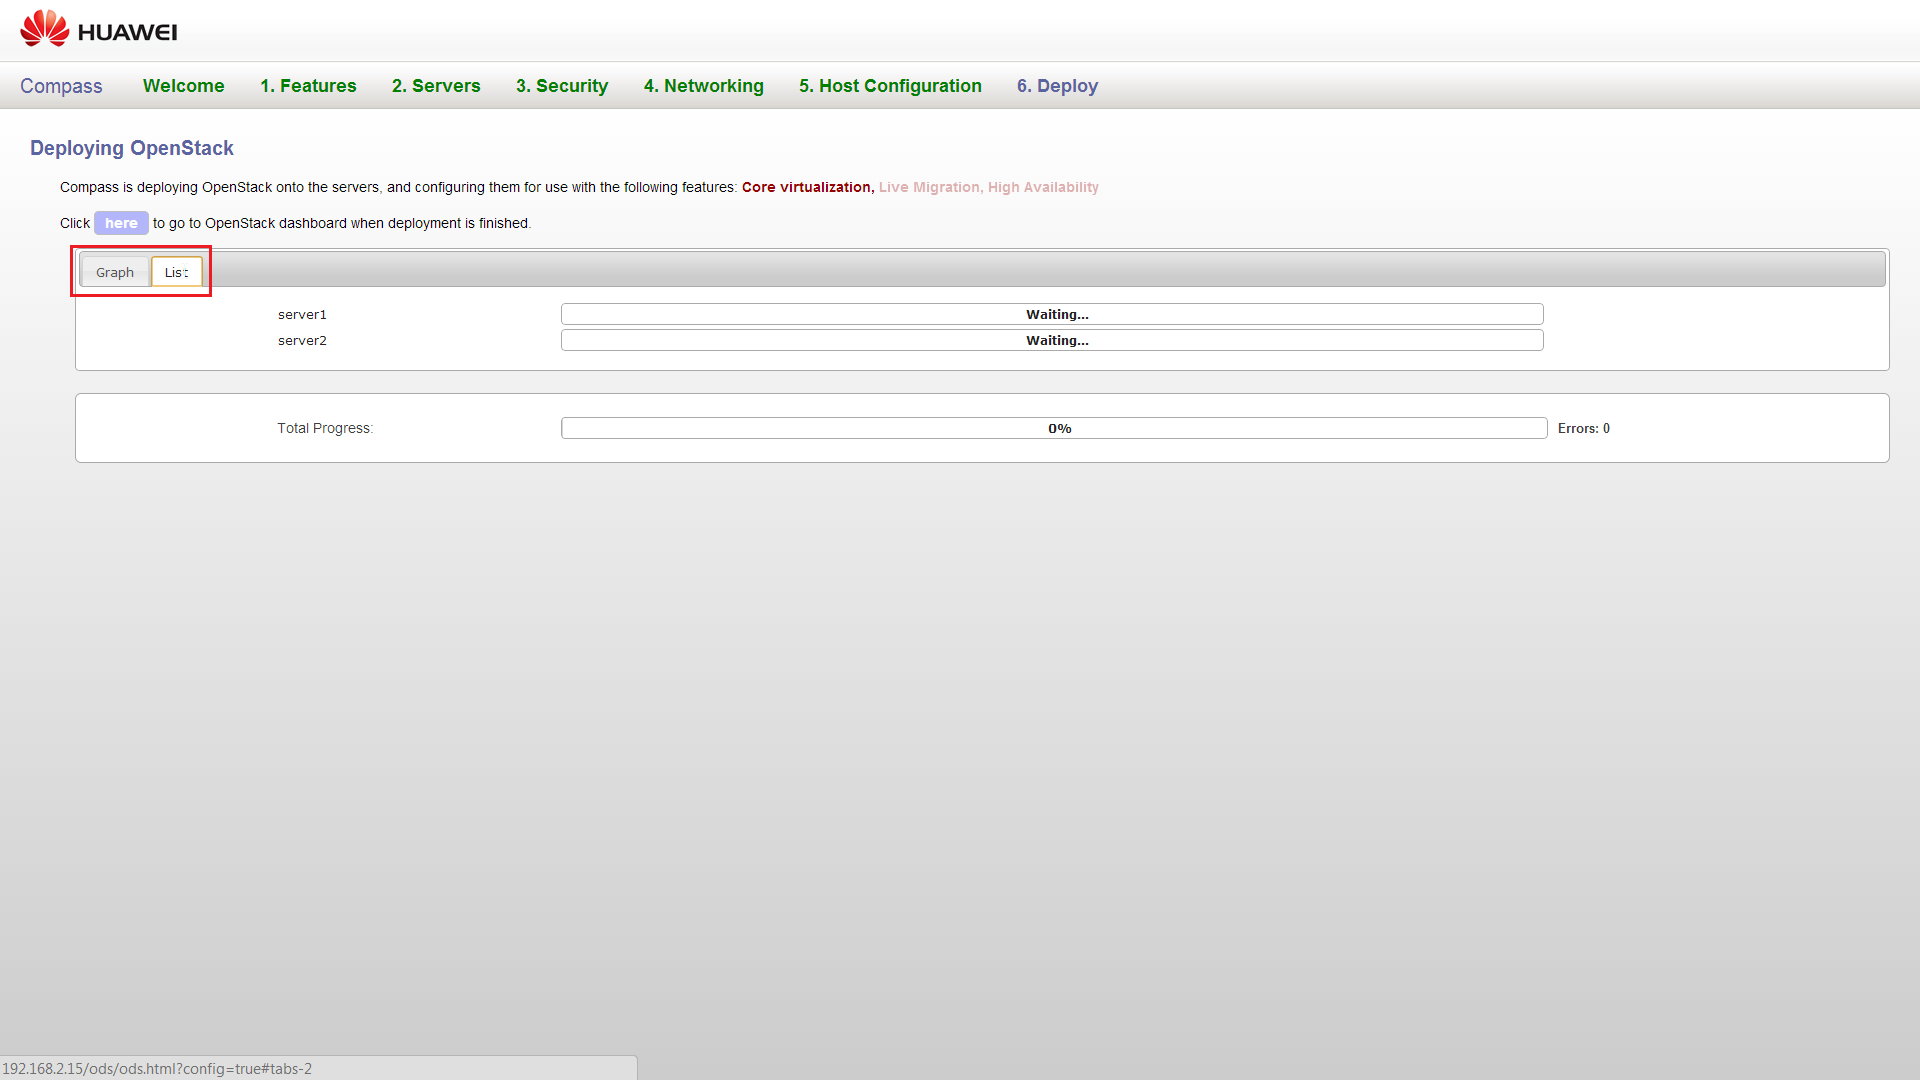 HUAWEI
Compass Welcome 1. Features 2. Servers 3. Security 4. Networking 5. Host Configuration 6. Deploy
Deploying OpenStack
Compass is deploying OpenStack onto the servers, and configuring them for use with the following features: Core virtualization, Live Migration, High Availability
Click here to go to OpenStack dashboard when deployment is finished.
Graph List
server1 Waiting...
server2 Waiting...
Total Progress: 0% Errors: 0
192.168.2.15/ods/ods.html?config=true#tabs-2